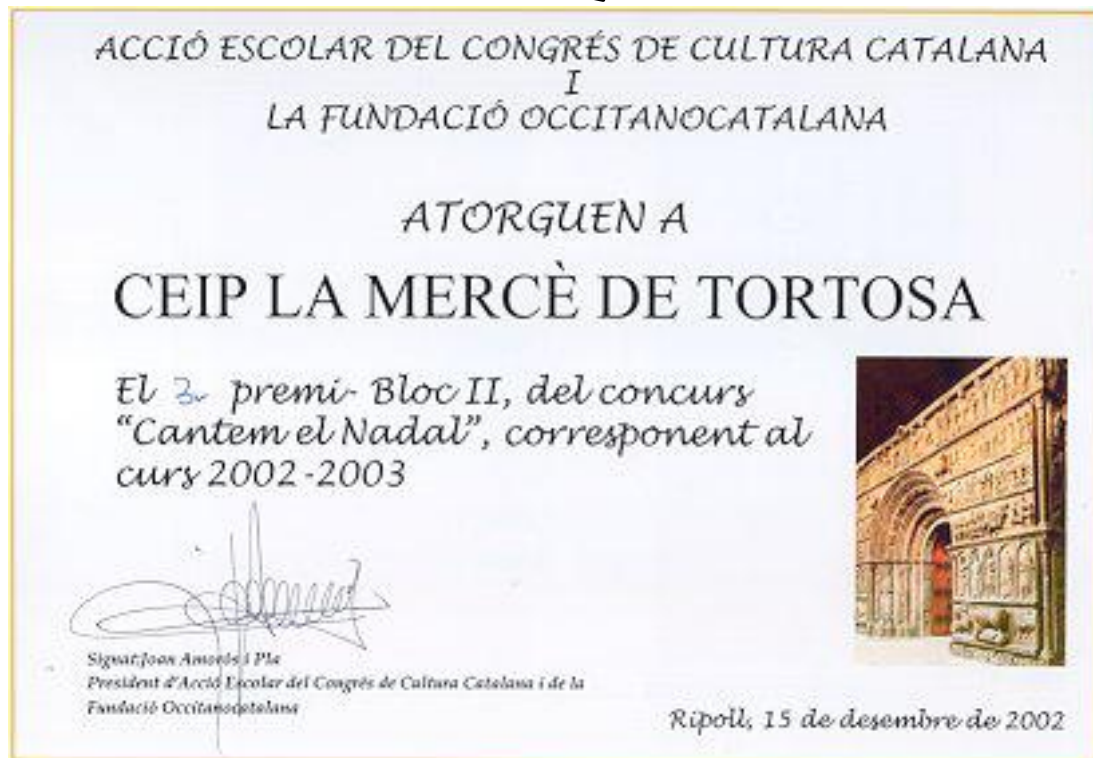 ACCIÓ ESCOLAR DEL CONGRÉS DE CULTURA CATALANA
I
LA FUNDACIÓ OCCITANOCATALANA
ATORGUEN A
CEIP LA MERCÈ DE TORTOSA
El 3r premi- Bloc II, del concurs
“Cantem el Nadal”, corresponent al
curs 2002-2003
Signat:Joan Amorós i Pla
President d'Acció Escolar del Congrés de Cultura Catalana i de la
Fundació Occitanocatalana
Ripoll, 15 de desembre de 2002